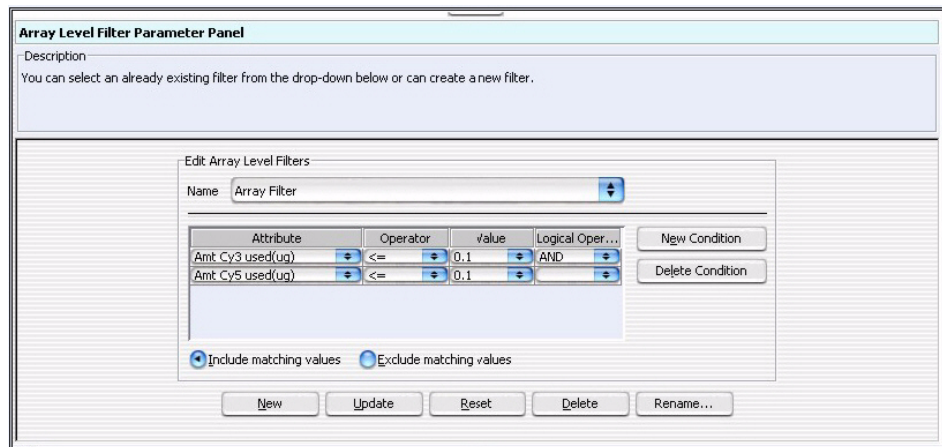 Array Level Filter Parameter Panel
Description
You can select an already existing filter from the drop-down below or can create a new filter.
Edit Array Level Filters
Name Array Filter
Attribute Operator Value Logical Oper...
Amt Cy3 used(ug) <= 0.1 AND
Amt Cy5 used(ug) <= 0.1
New Condition
Delete Condition
Include matching values Exclude matching values
New Update Reset Delete Rename...